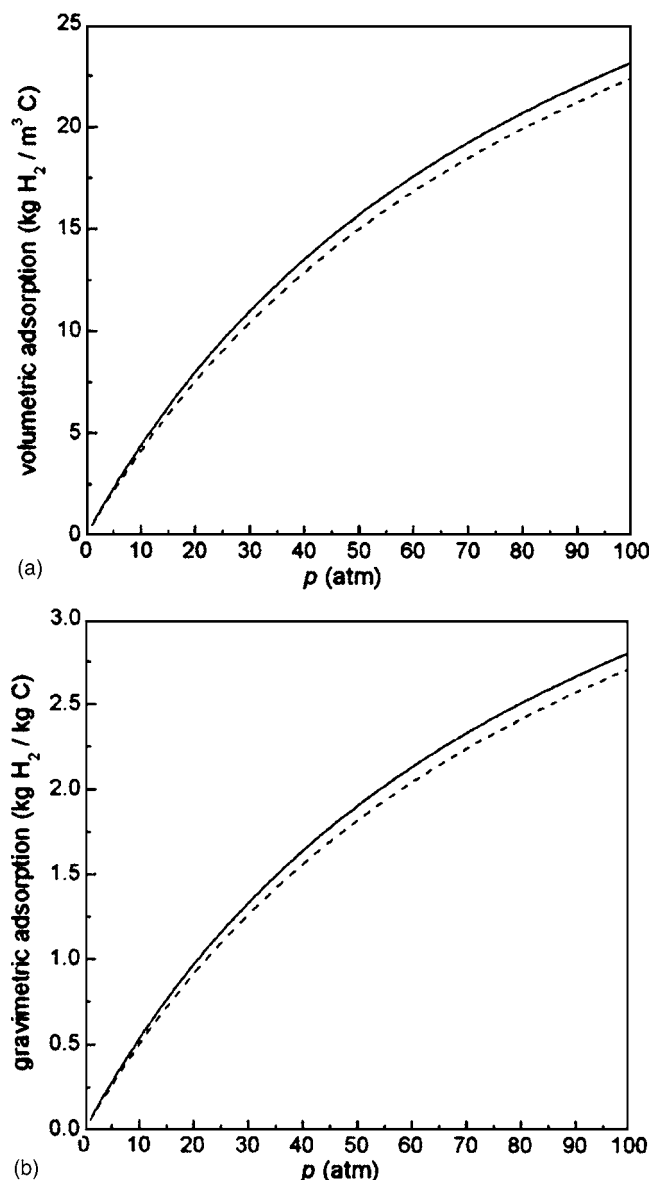 25
20
15
10
5
0
volumetric adsorption (kg H₂ / m³ C)
0 10 20 30 40 50 60 70 80 90 100
(a)
p (atm)
3.0
2.5
2.0
1.5
1.0
0.5
0.0
gravimetric adsorption (kg H₂ / kg C)
0 10 20 30 40 50 60 70 80 90 100
(b)
p (atm)